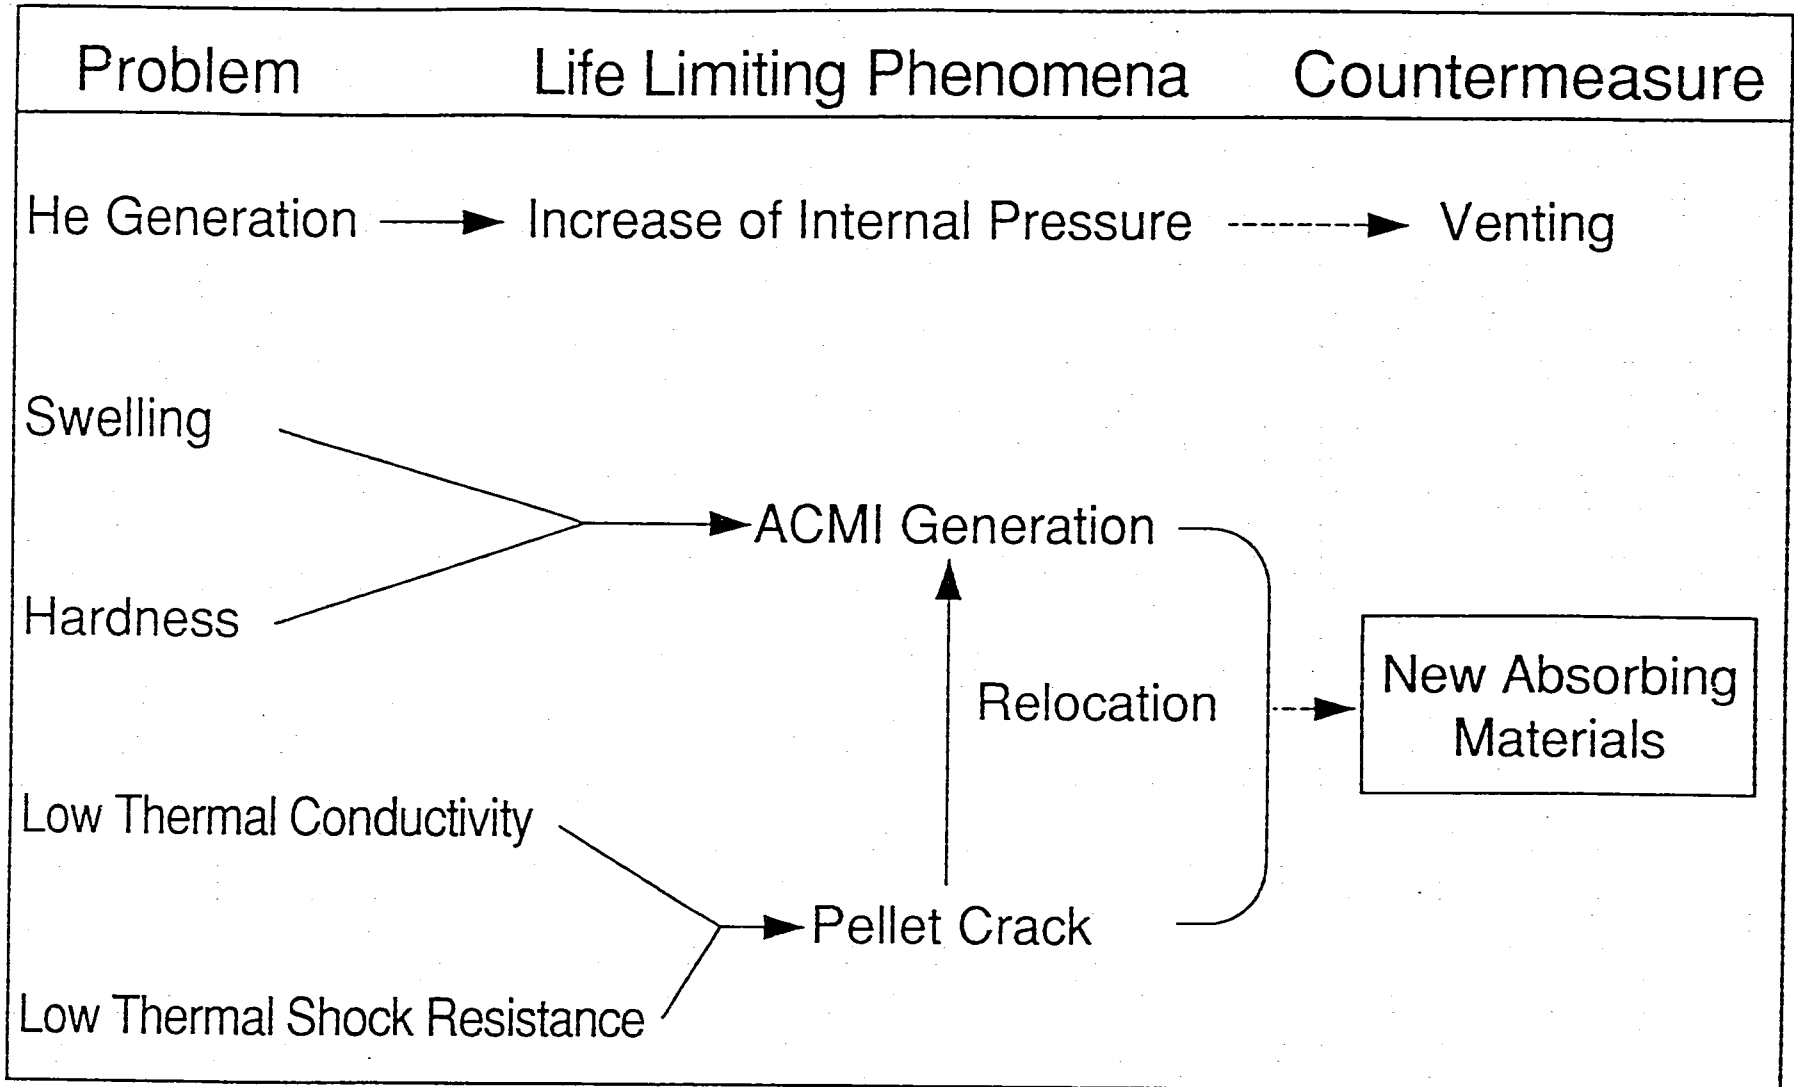 Problem Life Limiting Phenomena Countermeasure
He Generation Increase of Internal Pressure Venting
Swelling
ACMI Generation
Hardness
Relocation
New Absorbing
Materials
Low Thermal Conductivity
Pellet Crack
Low Thermal Shock Resistance